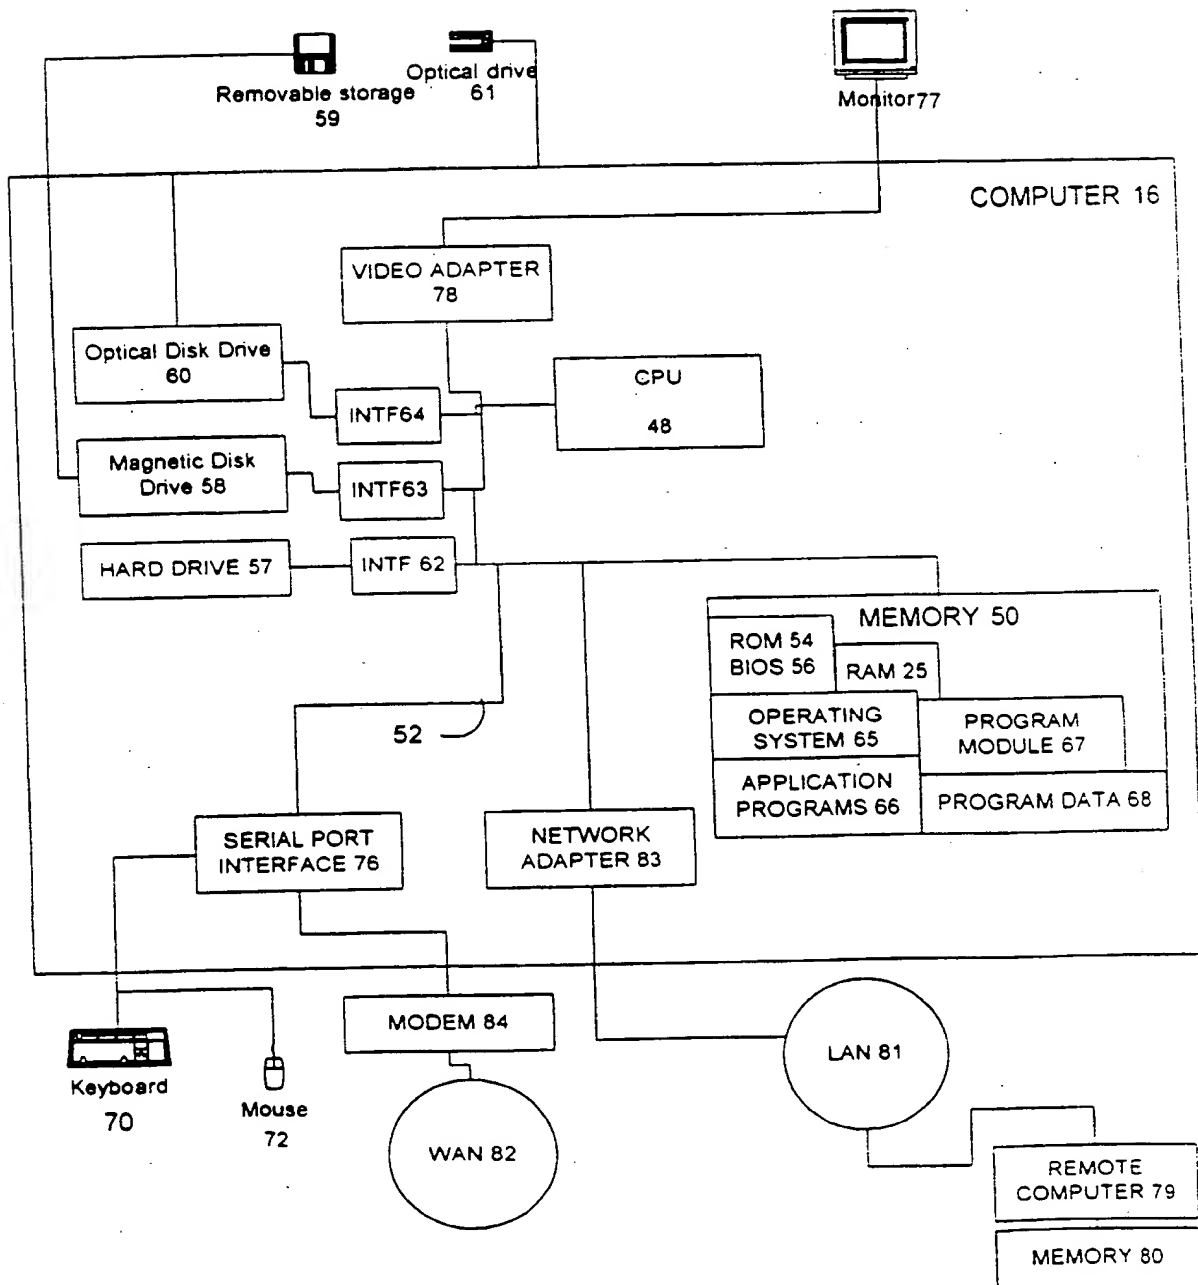 Removable storage
59
Optical drive
61
Monitor77
COMPUTER 16
VIDEO ADAPTER
78
Optical Disk Drive
60
CPU
48
INTF64
Magnetic Disk
Drive 58
INTF63
HARD DRIVE 57
INTF 62
MEMORY 50
ROM 54
BIOS 56
RAM 25
OPERATING
SYSTEM 65
PROGRAM
MODULE 67
APPLICATION
PROGRAMS 66
PROGRAM DATA 68
52
SERIAL PORT
INTERFACE 76
NETWORK
ADAPTER 83
MODEM 84
LAN 81
Keyboard
70
Mouse
72
WAN 82
REMOTE
COMPUTER 79
MEMORY 80